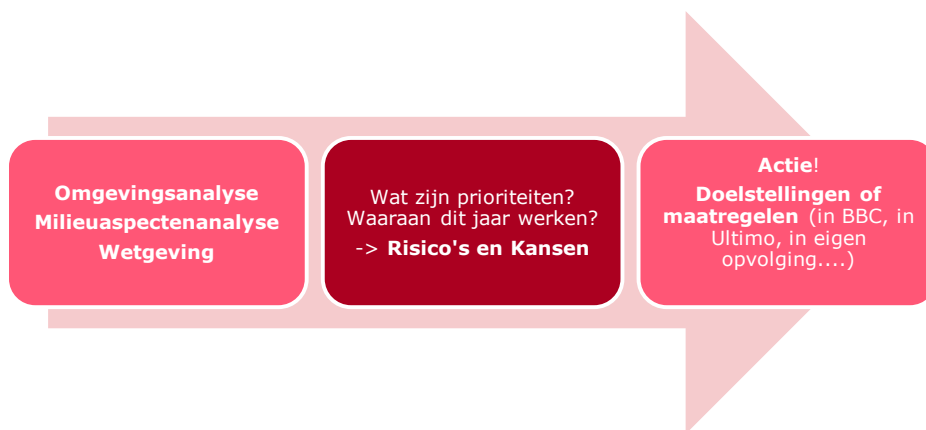 Omgevingsanalyse
Milieuaspectenanalyse
Wetgeving
Wat zijn prioriteiten?
Waaraan dit jaar werken?
-> Risico's en Kansen
Actie!
Doelstellingen of
maatregelen (in BBC, in
Ultimo, in eigen
opvolging....)